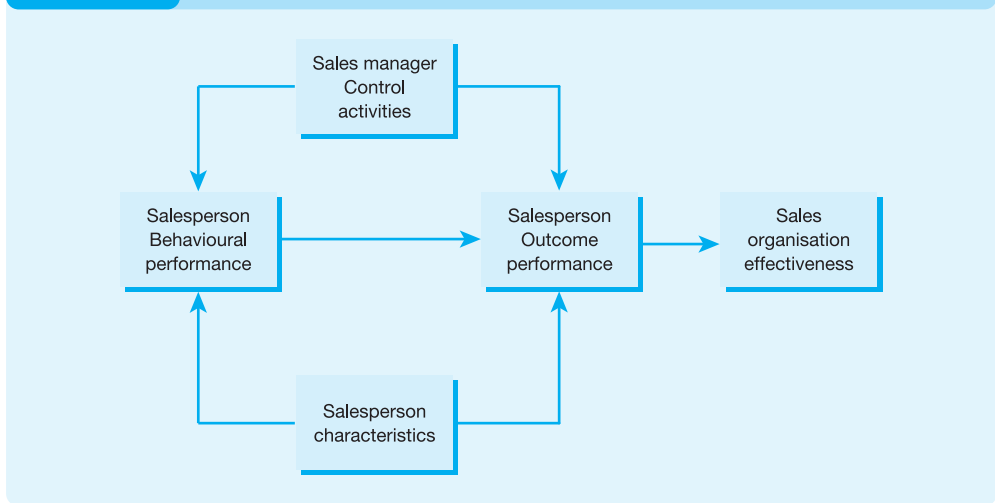 Sales manager
Control
activities
Salesperson
Behavioural
performance
Salesperson
Outcome
performance
Sales
organisation
effectiveness
Salesperson
characteristics